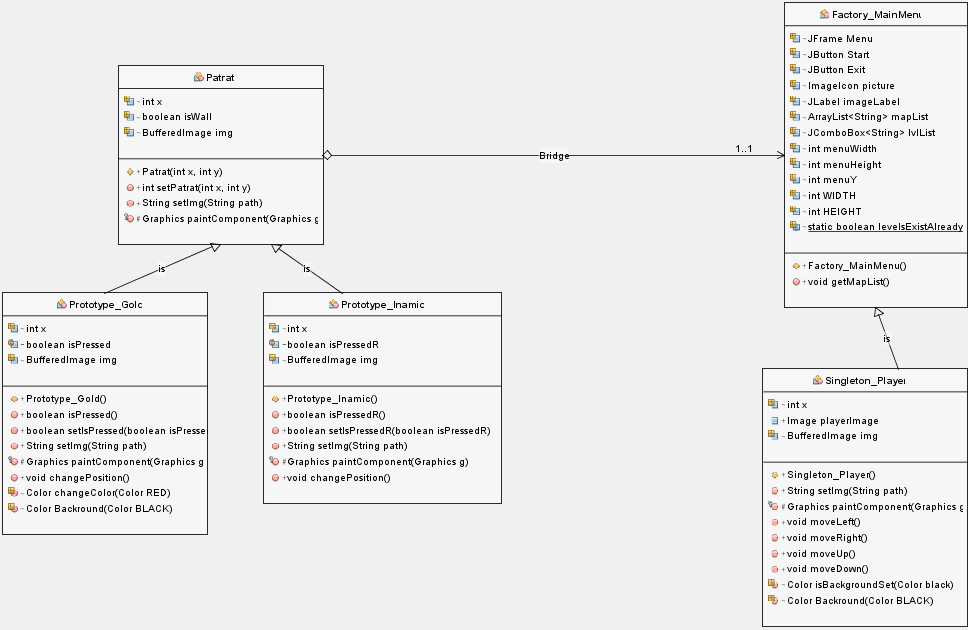 Factory_MainMenu
- JFrame Menu
~ JButton Start
~ JButton Exit
~ ImageIcon picture
~ JLabel imageLabel
~ ArrayList<String> mapList
~ JComboBox<String> lvlList
~ int menuWidth
~ int menuHeight
~ int menuY
~ int WIDTH
~ int HEIGHT
~ static boolean levelsExistAlready
+ Factory_MainMenu()
+ void getMapList()
Patrat
~ int x
~ boolean isWall
~ BufferedImage img
+ Patrat(int x, int y)
+ int setPatrat(int x, int y)
+ String setImg(String path)
# Graphics paintComponent(Graphics g
Bridge
1..1
is
is
is
Prototype_Golc
~ int x
- boolean isPressed
~ BufferedImage img
+ Prototype_Gold()
+ boolean isPressed()
+ boolean setIsPressed(boolean isPresse
+ String setImg(String path)
# Graphics paintComponent(Graphics g
+ void changePosition()
~ Color changeColor(Color RED)
~ Color Backround(Color BLACK)
Prototype_Inamic
~ int x
- boolean isPressedR
~ BufferedImage img
+ Prototype_Inamic()
+ boolean isPressedR()
+ boolean setIsPressedR(boolean isPressedR)
+ String setImg(String path)
# Graphics paintComponent(Graphics g)
+ void changePosition()
Singleton_Player
~ int x
+ Image playerImage
~ BufferedImage img
+ Singleton_Player()
+ String setImg(String path)
# Graphics paintComponent(Graphics g
+ void moveLeft()
+ void moveRight()
+ void moveUp()
+ void moveDown()
~ Color isBackgroundSet(Color black)
~ Color Backround(Color BLACK)